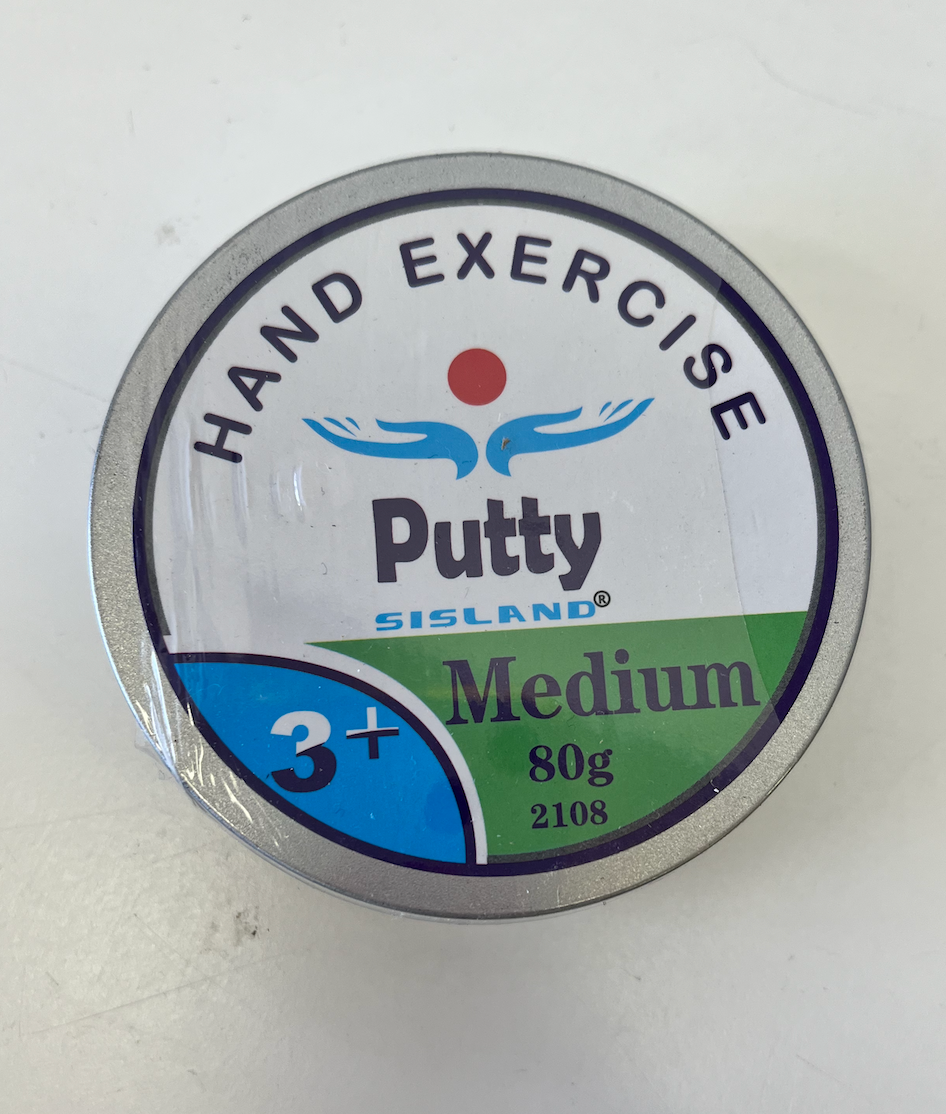 HAND EXERCISE
Putty
SISLAND®
Medium
3+
80g
2108